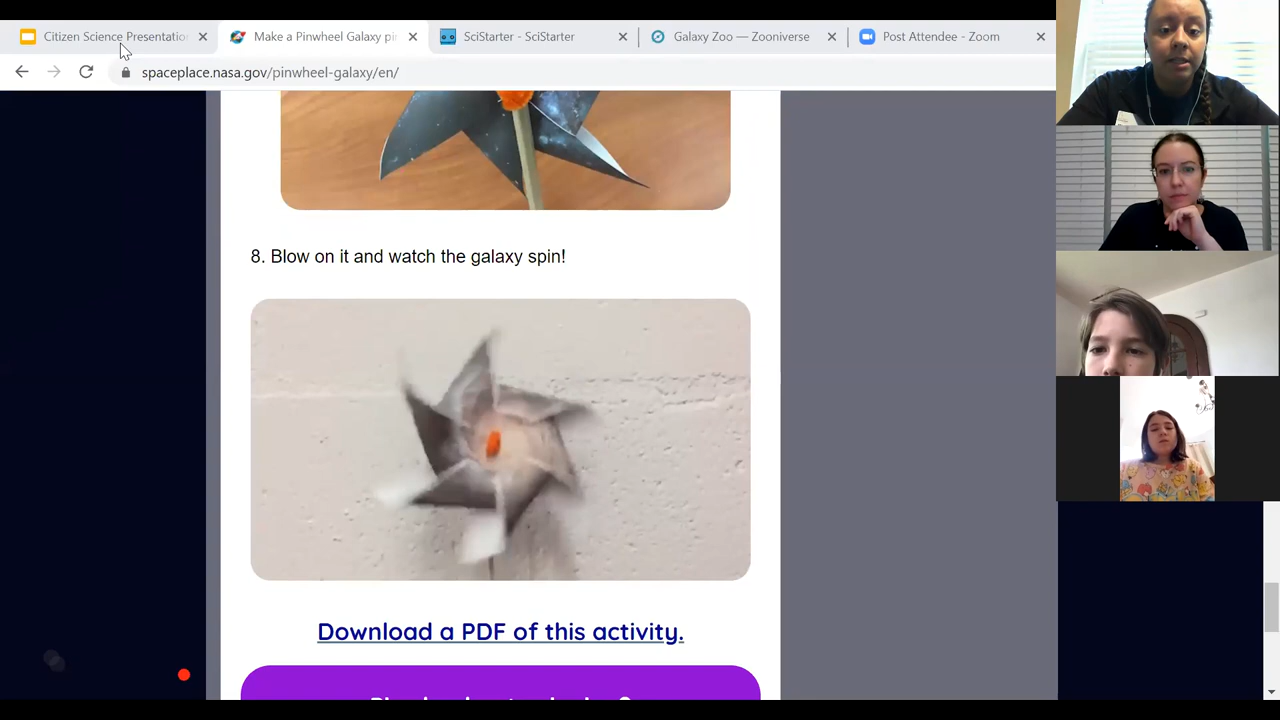 Citizen Science Presentatio
Make a Pinwheel Galaxy pi
SciStarter - SciStarter
Galaxy Zoo — Zooniverse
Post Attendee - Zoom
spaceplace.nasa.gov/pinwheel-galaxy/en/
8. Blow on it and watch the galaxy spin!
Download a PDF of this activity.